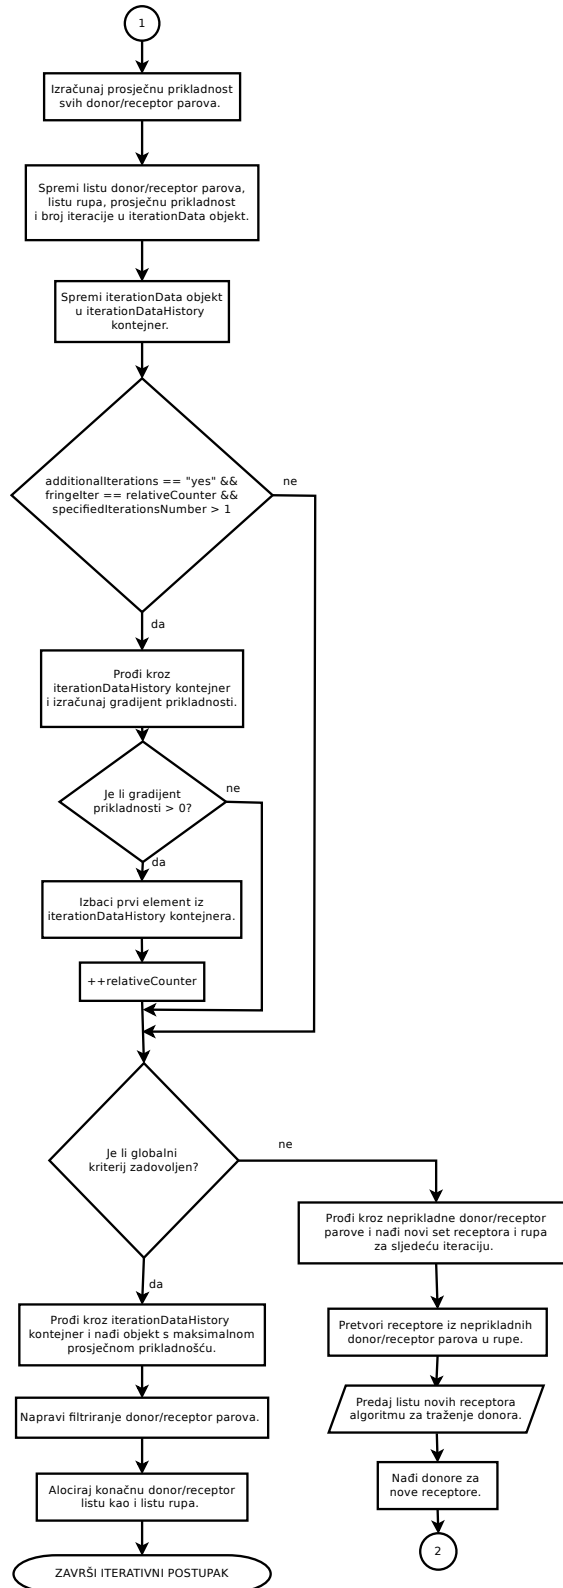 1
Izračunaj prosječnu prikladnost
svih donor/receptor parova.
Spremi listu donor/receptor parova,
listu rupa, prosječnu prikladnost
i broj iteracije u iterationData objekt.
Spremi iterationData objekt
u iterationDataHistory
kontejner.
additionalIterations == "yes" &&
fringeIter == relativeCounter &&
specifiedIterationsNumber > 1
ne
da
Prođi kroz
iterationDataHistory kontejner
i izračunaj gradijent prikladnosti.
Je li gradijent
prikladnosti > 0?
ne
da
Izbaci prvi element iz
iterationDataHistory kontejnera.
++relativeCounter
Je li globalni
kriterij zadovoljen?
ne
da
Prođi kroz neprikladne donor/receptor
parove i nađi novi set receptora i rupa
za sljedeću iteraciju.
Prođi kroz iterationDataHistory
kontejner i nađi objekt s maksimalnom
prosječnom prikladnošću.
Pretvori receptore iz neprikladnih
donor/receptor parova u rupe.
Predaj listu novih receptora
algoritmu za traženje donora.
Napravi filtriranje donor/receptor parova.
Nađi donore za
nove receptore.
Alociraj konačnu donor/receptor
listu kao i listu rupa.
2
ZAVRŠI ITERATIVNI POSTUPAK